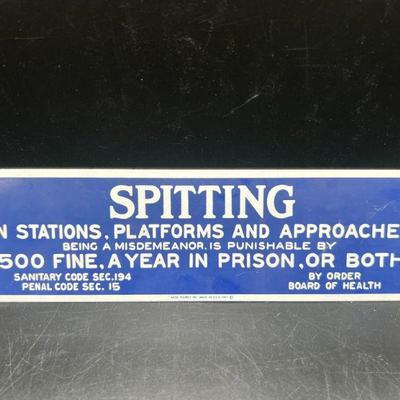 SPITTING
N STATIONS, PLATFORMS AND APPROACHE
BEING A MISDEMEANOR, IS PUNISHABLE BY
500 FINE, A YEAR IN PRISON, OR BOTH
SANITARY CODE SEC. 194
PENAL CODE SEC. 15
BY ORDER
BOARD OF HEALTH